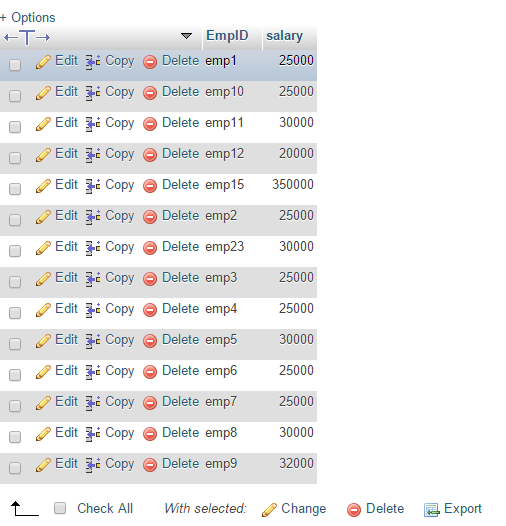 + Options
EmpID salary
Edit Copy Delete emp1 25000
Edit Copy Delete emp10 25000
Edit Copy Delete emp11 30000
Edit Copy Delete emp12 20000
Edit Copy Delete emp15 350000
Edit Copy Delete emp2 25000
Edit Copy Delete emp23 30000
Edit Copy Delete emp3 25000
Edit Copy Delete emp4 25000
Edit Copy Delete emp5 30000
Edit Copy Delete emp6 25000
Edit Copy Delete emp7 25000
Edit Copy Delete emp8 30000
Edit Copy Delete emp9 32000
Check All With selected: Change Delete Export